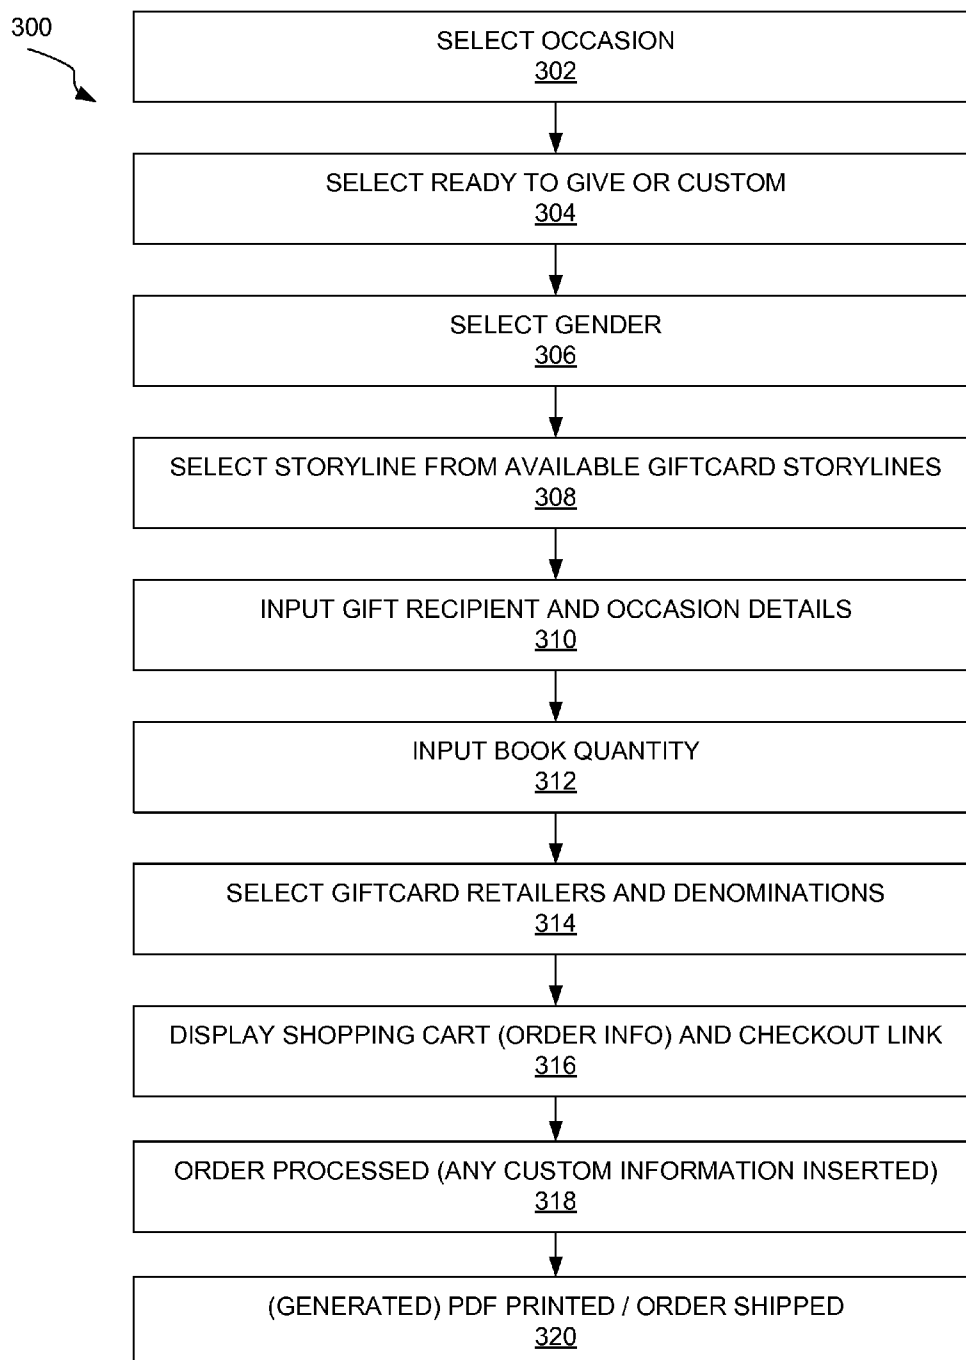 300
SELECT OCCASION
302
SELECT READY TO GIVE OR CUSTOM
304
SELECT GENDER
306
SELECT STORYLINE FROM AVAILABLE GIFTCARD STORYLINES
308
INPUT GIFT RECIPIENT AND OCCASION DETAILS
310
INPUT BOOK QUANTITY
312
SELECT GIFTCARD RETAILERS AND DENOMINATIONS
314
DISPLAY SHOPPING CART (ORDER INFO) AND CHECKOUT LINK
316
ORDER PROCESSED (ANY CUSTOM INFORMATION INSERTED)
318
(GENERATED) PDF PRINTED / ORDER SHIPPED
320